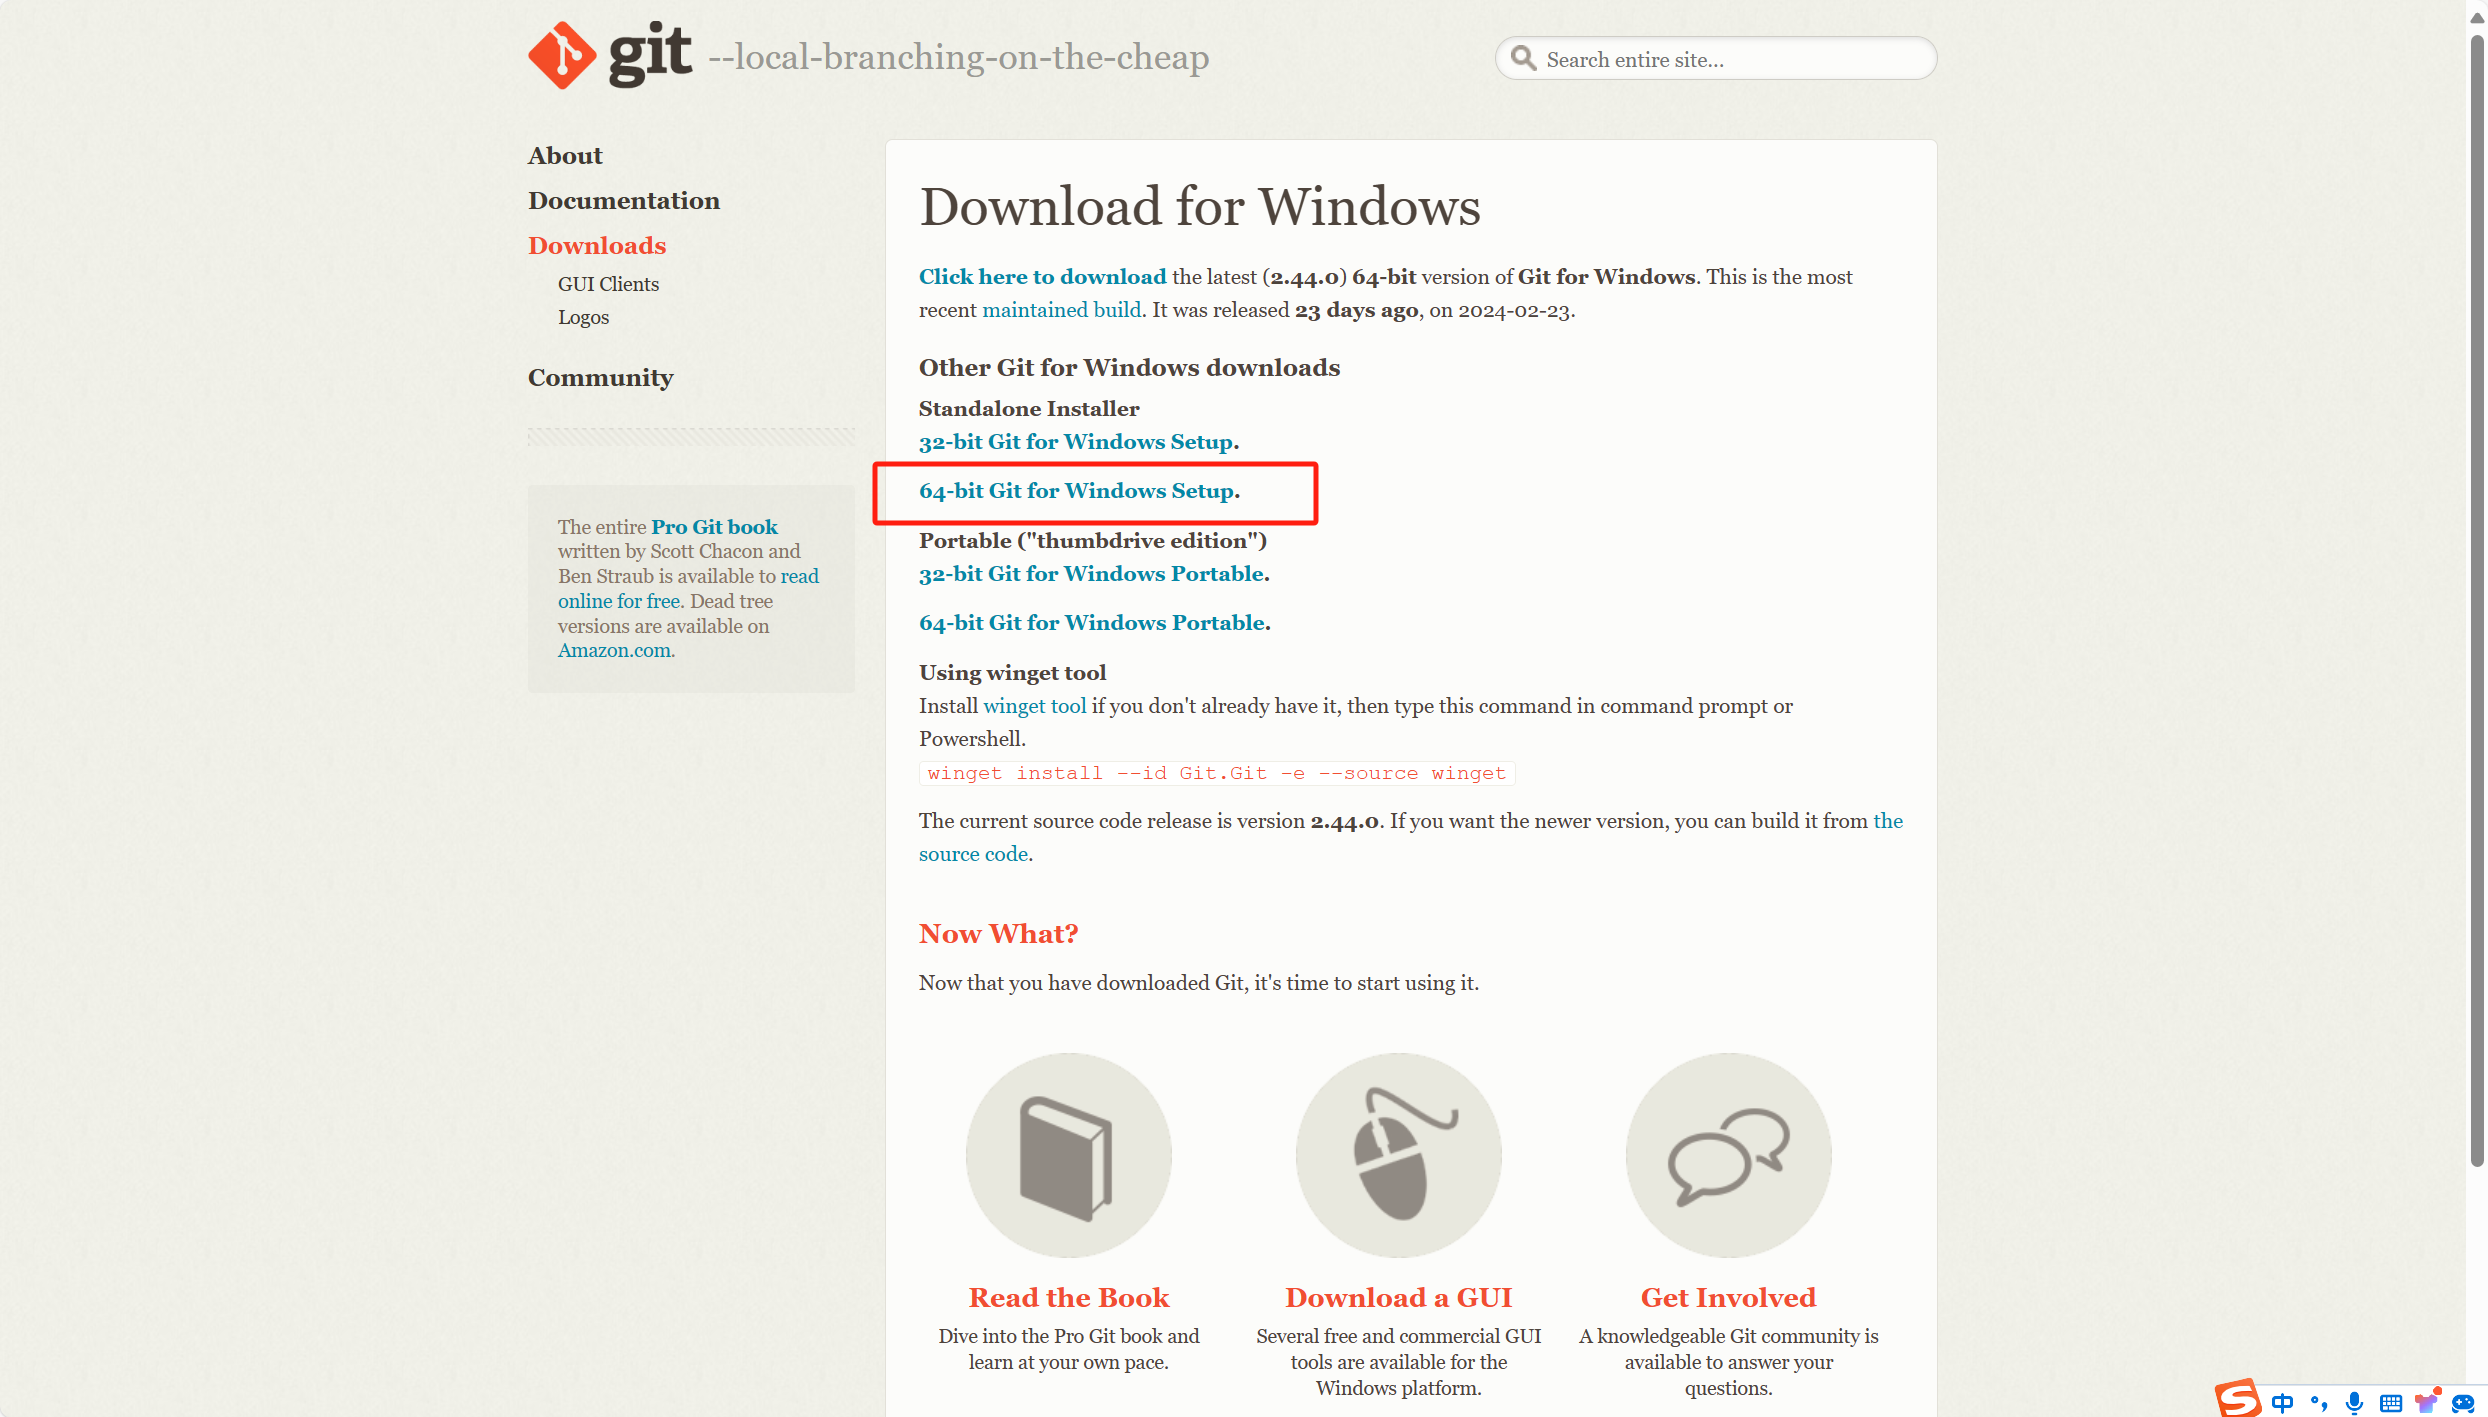 git --local-branching-on-the-cheap
Search entire site...
About
Documentation
Downloads
GUI Clients
Logos
Community
The entire Pro Git book
written by Scott Chacon and
Ben Straub is available to read
online for free. Dead tree
versions are available on
Amazon.com.
Download for Windows
Click here to download the latest (2.44.0) 64-bit version of Git for Windows. This is the most
recent maintained build. It was released 23 days ago, on 2024-02-23.
Other Git for Windows downloads
Standalone Installer
32-bit Git for Windows Setup.
64-bit Git for Windows Setup.
Portable ("thumbdrive edition")
32-bit Git for Windows Portable.
64-bit Git for Windows Portable.
Using winget tool
Install winget tool if you don't already have it, then type this command in command prompt or
Powershell.
winget install --id Git.Git -e --source winget
The current source code release is version 2.44.0. If you want the newer version, you can build it from the
source code.
Now What?
Now that you have downloaded Git, it's time to start using it.
Read the Book
Dive into the Pro Git book and
learn at your own pace.
Download a GUI
Several free and commercial GUI
tools are available for the
Windows platform.
Get Involved
A knowledgeable Git community is
available to answer your
questions.
S 中